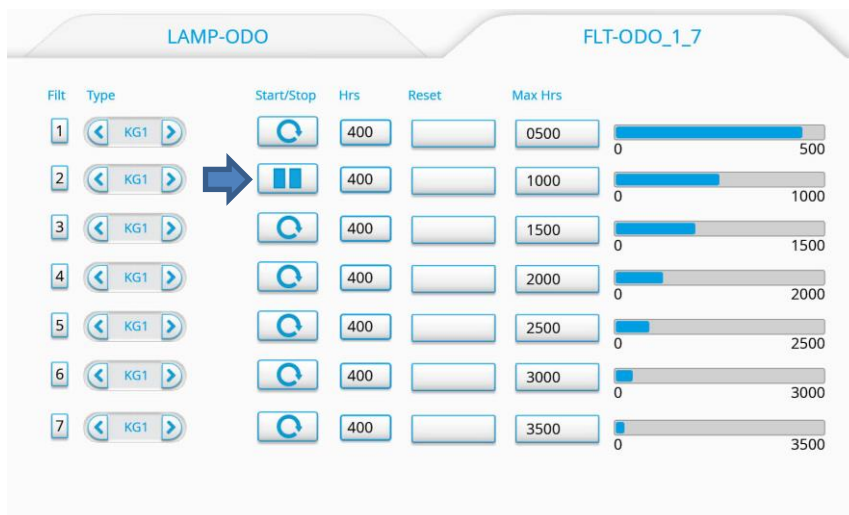 LAMP-ODO FLT-ODO_1_7
Filt Type Start/Stop Hrs Reset Max Hrs
1 KG1 400 0500
0 500
2 KG1 400 1000
0 1000
3 KG1 400 1500
0 1500
4 KG1 400 2000
0 2000
5 KG1 400 2500
0 2500
6 KG1 400 3000
0 3000
7 KG1 400 3500
0 3500